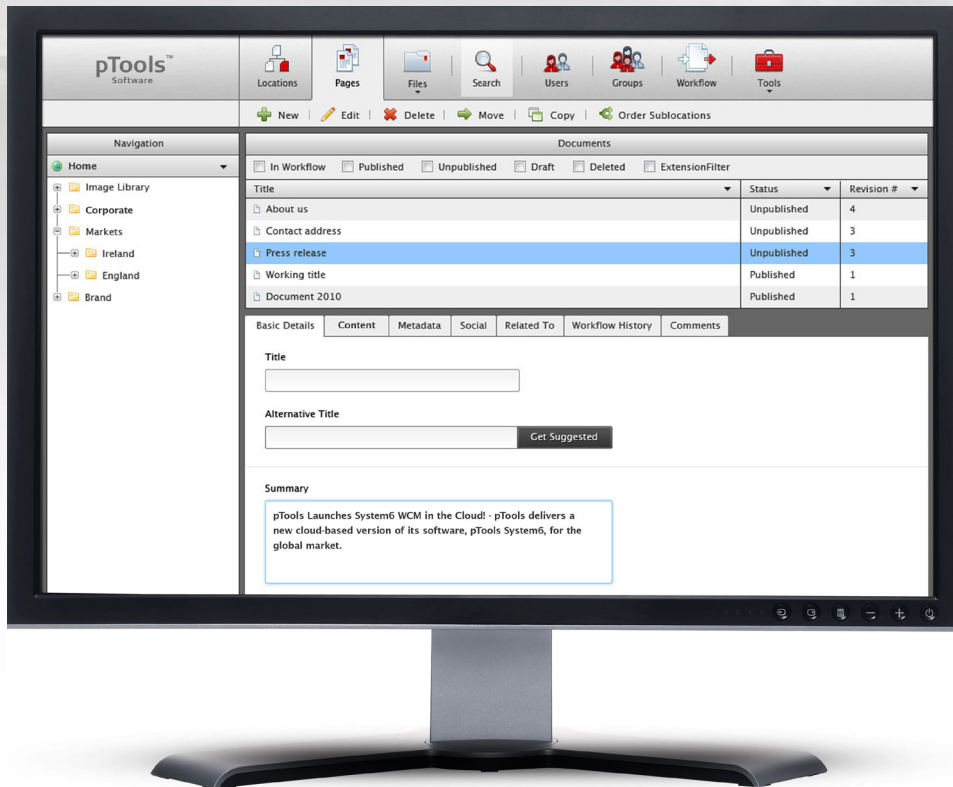 pTools™
Software
Locations
Pages
Files
Search
Users
Groups
Workflow
Tools
New
Edit
Delete
Move
Copy
Order Sublocations
Navigation
Home
Image Library
Corporate
Markets
Ireland
England
Brand
Documents
In Workflow
Published
Unpublished
Draft
Deleted
ExtensionFilter
Title Status Revision #
About us Unpublished 4
Contact address Unpublished 3
Press release Unpublished 3
Working title Published 1
Document 2010 Published 1
Basic Details
Content
Metadata
Social
Related To
Workflow History
Comments
Title
Alternative Title
Get Suggested
Summary
pTools Launches System6 WCM in the Cloud! - pTools delivers a
new cloud-based version of its software, pTools System6, for the
global market.